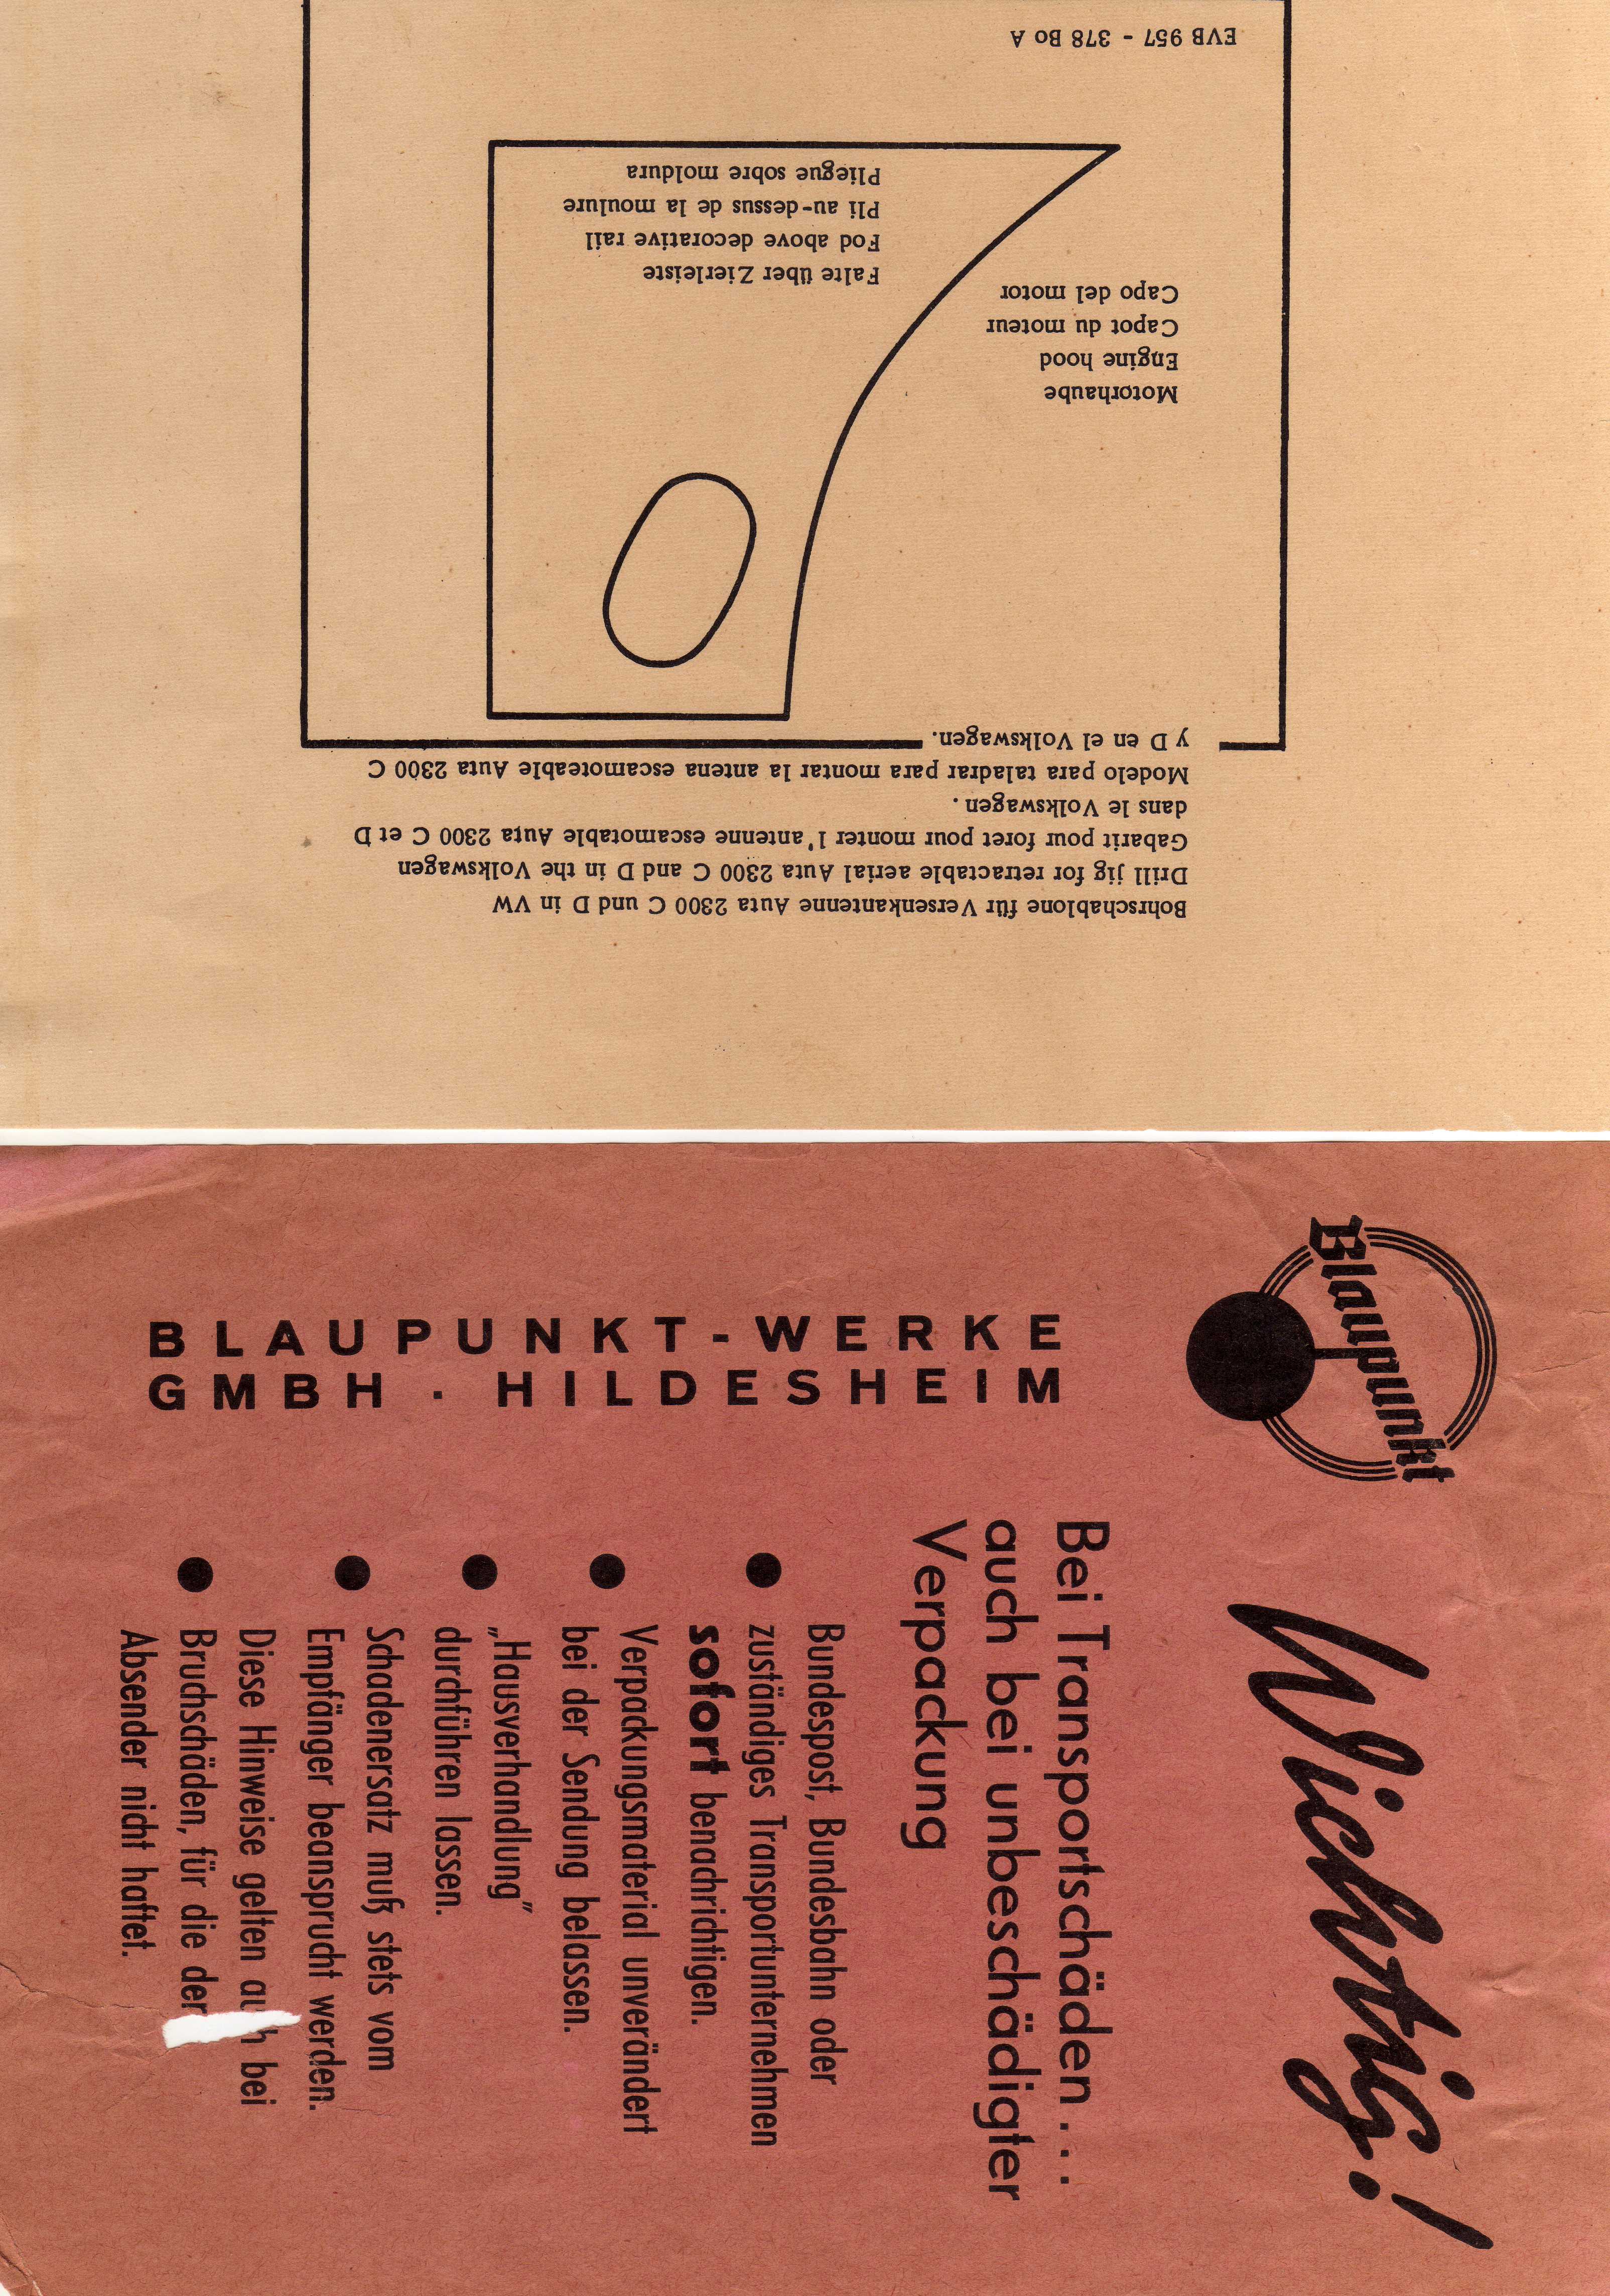 Bohrschablone für Versenkantenne Auta 2300 C und D in VW
Drill jig for retractable aerial Auta 2300 C and D in the Volkswagen
Gabarit pour foret pour monter l'antenne escamotable Auta 2300 C et D
dans le Volkswagen.
Modelo para taladrar para montar la antena escamoteable Auta 2300 C
y D en el Volkswagen.
Motorhaube
Engine hood
Capot du moteur
Capo del motor
Falte über Zierleiste
Fod above decorative rail
Pli au-dessus de la moulure
Pliegue sobre moldura
EVB 957 - 378 Bo A
Blaupunkt
Wichtig!
Bei Transportschäden...
auch bei unbeschädigter
Verpackung
● Bundespost, Bundesbahn oder
zuständiges Transportunternehmen
sofort benachrichtigen.
● Verpackungsmaterial unverändert
bei der Sendung belassen.
● „Hausverhandlung"
durchführen lassen.
● Schadenersatz muß stets vom
Empfänger beansprucht werden.
● Diese Hinweise gelten auch bei
Bruchschäden, für die der
Absender nicht haftet.
BLAUPUNKT-WERKE
GMBH · HILDESHEIM